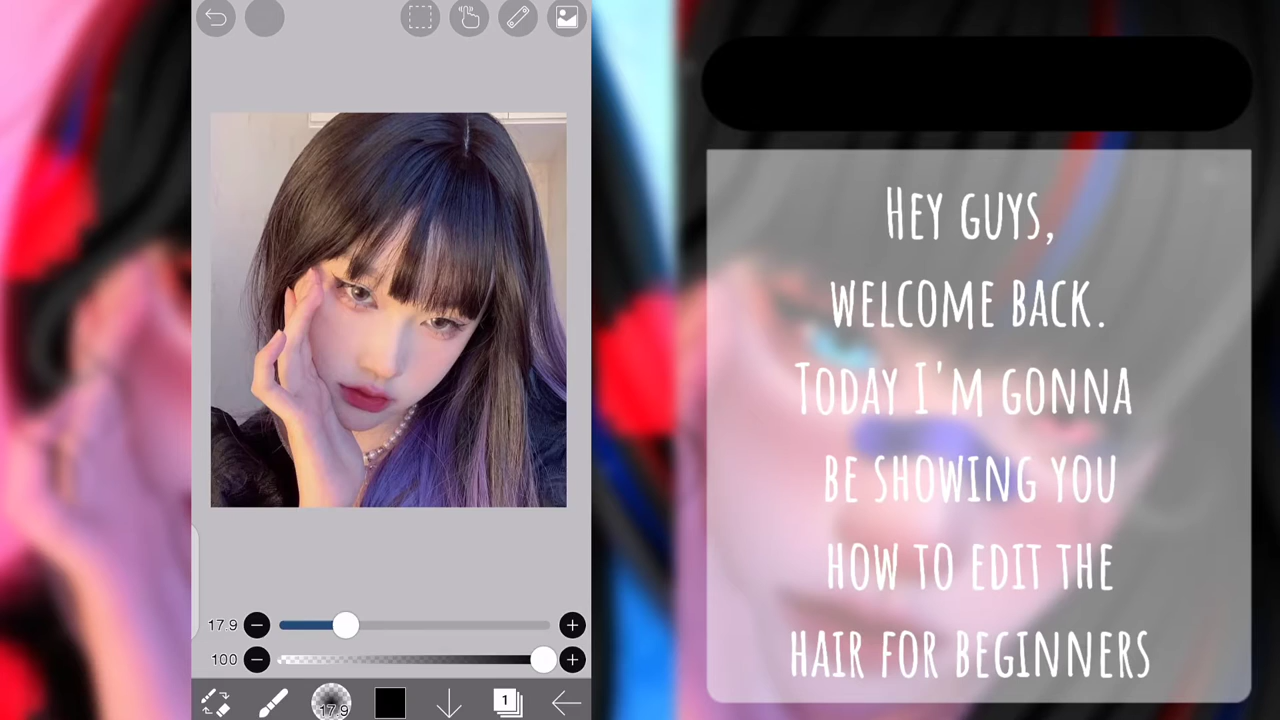 Hey guys,
welcome back.
Today I'm gonna
be showing you
how to edit the
hair for beginners
17.9
100
17.9
1